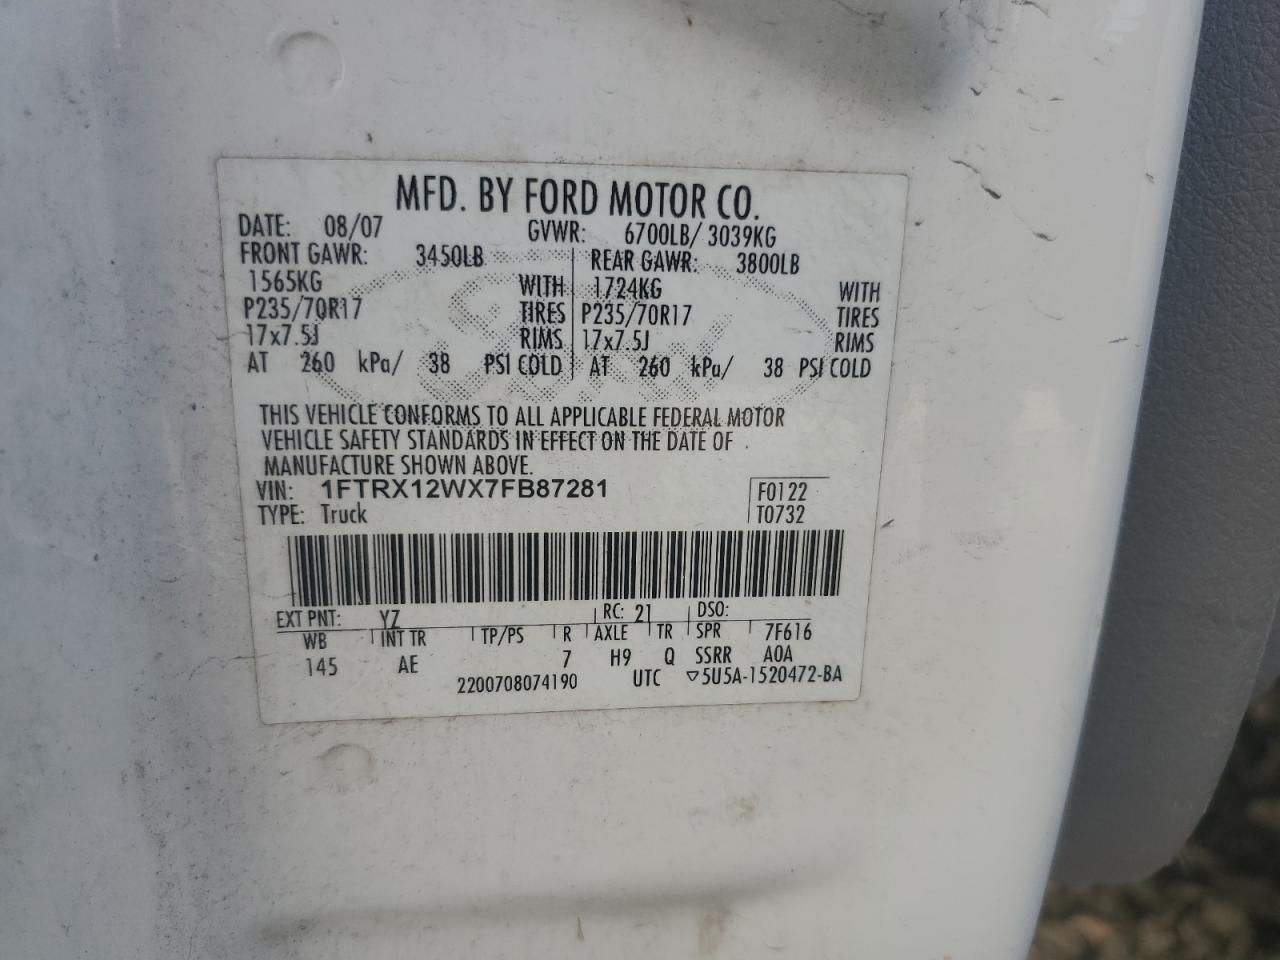 MFD. BY FORD MOTOR CO.
DATE: 08/07 GVWR: 6700LB/ 3039KG
FRONT GAWR: 3450LB REAR GAWR: 3800LB
1565KG WITH 1724KG WITH
P235/70R17 TIRES P235/70R17 TIRES
17x7.5J RIMS 17x7.5J RIMS
AT 260 kPa/ 38 PSI COLD AT 260 kPa/ 38 PSI COLD
THIS VEHICLE CONFORMS TO ALL APPLICABLE FEDERAL MOTOR
VEHICLE SAFETY STANDARDS IN EFFECT ON THE DATE OF
MANUFACTURE SHOWN ABOVE.
VIN: 1FTRX12WX7FB87281 F0122
TYPE: Truck T0732
EXT PNT: YZ RC: 21 DSO:
WB INT TR TP/PS R AXLE TR SPR 7F616
145 AE 7 H9 Q SSRR A0A
2200708074190 UTC ▽5U5A-1520472-BA